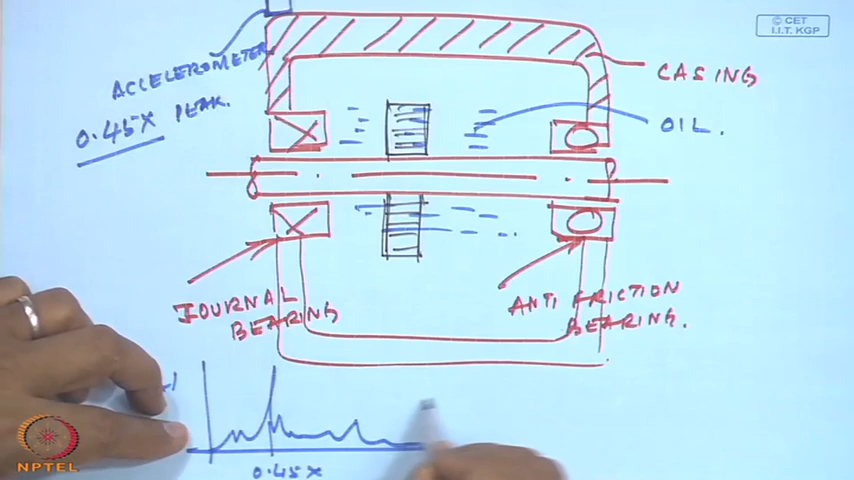 © CET
I.I.T. KGP
ACCELEROMETER
0.45X PEAK.
CASING
OIL.
JOURNAL
BEARING
ANTI FRICTION
BEARING.
0.45X
NPTEL